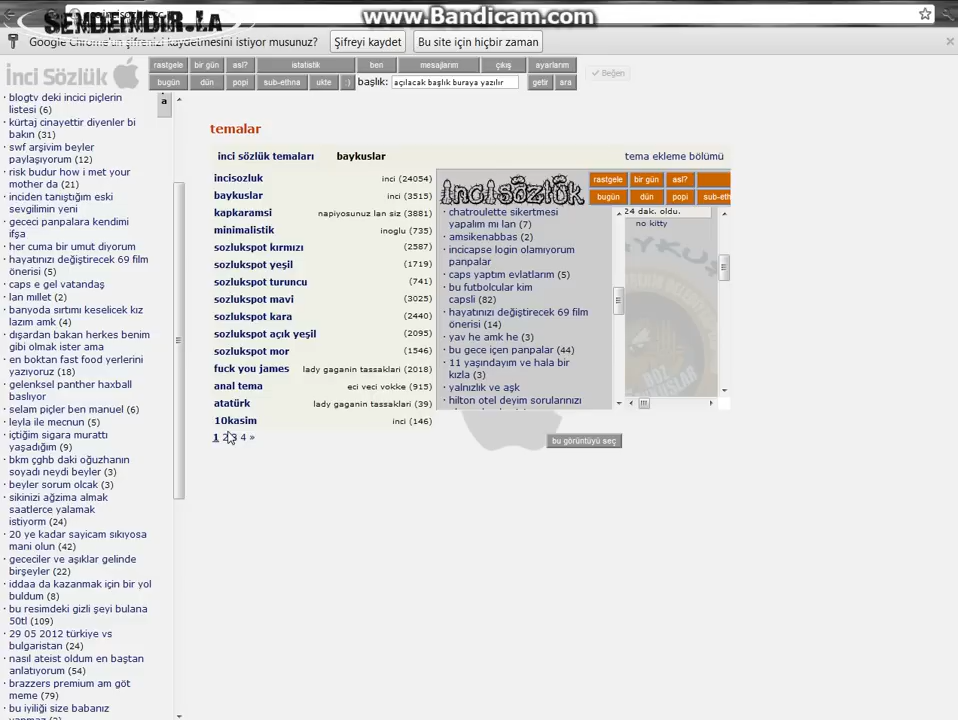 SENDEINDIR.LA
www.Bandicam.com
Google Chrome'un şifrenizi kaydetmesini istiyor musunuz?
Şifreyi kaydet
Bu site için hiçbir zaman
inci Sözlük
rastgele
bir gün
asl?
istatistik
ben
mesajlarım
çıkış
ayarlarım
bugün
dün
popi
sub-ethna
ukte
:)
başlık:
açılacak başlık buraya yazılır
getir
ara
Beğen
a
blogtv deki incici piçlerin
listesi (6)
kürtaj cinayettir diyenler bi
bakın (31)
swf arşivim beyler
paylaşıyorum (12)
risk budur how i met your
mother da (21)
inciden tanıştığım eski
sevgilimin yeni
gececi panpalara kendimi
ifşa
her cuma bir umut diyorum
hayatınızı değiştirecek 69 film
önerisi (5)
caps e gel vatandaş
lan millet (2)
banyoda sırtımı keselicek kız
lazım amk (4)
dışardan bakan herkes benim
gibi olmak ister ama
en boktan fast food yerlerini
yazıyoruz (18)
gelenksel panther haxball
baslıyor
selam piçler ben manuel (6)
leyla ile mecnun (5)
içtiğim sigara murattı
yaşadığım (9)
bkm çghb daki oğuzhanın
soyadı neydi beyler (3)
beyler sorum olcak (3)
sikinizi ağzima almak
saatlerce yalamak
istiyorm (24)
20 ye kadar sayicam sıkıyosa
mani olun (42)
gececiler ve aşıklar gelinde
birşeyler (22)
iddaa da kazanmak için bir yol
buldum (8)
bu resimdeki gizli şeyi bulana
50tl (109)
29 05 2012 türkiye vs
bulgaristan (24)
nasıl ateist oldum en baştan
anlatıyorum (54)
brazzers premium am göt
meme (79)
bu iyiliği size babanız
temalar
inci sözlük temaları
baykuslar
tema ekleme bölümü
incisozluk inci (24054)
baykuslar inci (3515)
kapkaramsi napiyosunuz lan siz (3881)
minimalistik inoglu (735)
sozlukspot kırmızı (2587)
sozlukspot yeşil (1719)
sozlukspot turuncu (741)
sozlukspot mavi (3025)
sozlukspot kara (2440)
sozlukspot açık yeşil (2095)
sozlukspot mor (1546)
fuck you james lady gaganin tassaklari (2018)
anal tema eci veci vokke (915)
atatürk lady gaganin tassaklari (39)
10kasim inci (146)
1 2 3 4 »
incisözlük
rastgele
bir gün
asl?
bugün
dün
popi
sub-eth
chatroulette sikertmesi
yapalım mı lan (7)
amsikenabbas (2)
incicapse login olamıyorum
panpalar
caps yaptım evlatlarım (5)
bu futbolcular kim
capsli (82)
hayatınızı değiştirecek 69 film
önerisi (14)
yav he amk he (3)
bu gece içen panpalar (44)
11 yaşındayım ve hala bir
kızla (3)
yalnızlık ve aşk
hilton otel deyim sorularınızı
24 dak. oldu.
no kitty
bu görüntüyü seç